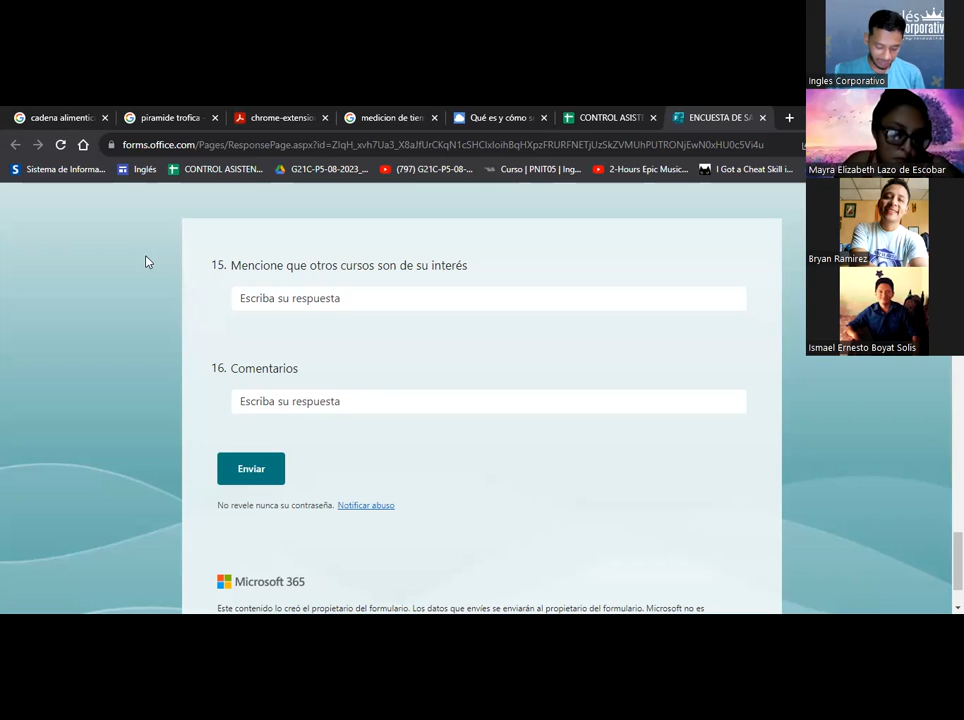 cadena alimentic
piramide trofica -
chrome-extension
medicion de tiem
Qué es y cómo s
CONTROL ASIST
ENCUESTA DE SA
forms.office.com/Pages/ResponsePage.aspx?id=ZIqH_xvh7Ua3_X8aJfUrCKqN1cSHCIxIoihBqHXpzFRURFNETjUzSkZVMUhPUTRONjEwN0xHU0c5Vi4u
Sistema de Informa...
Inglés
CONTROL ASISTEN...
G21C-P5-08-2023_...
(797) G21C-P5-08-...
Curso | PNIT05 | Ing...
2-Hours Epic Music...
I Got a Cheat Skill i...
15. Mencione que otros cursos son de su interés
Escriba su respuesta
16. Comentarios
Escriba su respuesta
Enviar
No revele nunca su contraseña. Notificar abuso
Microsoft 365
Este contenido lo creó el propietario del formulario. Los datos que envíes se enviarán al propietario del formulario. Microsoft no es
Ingles Corporativo
Mayra Elizabeth Lazo de Escobar
Bryan Ramirez
Ismael Ernesto Boyat Solis